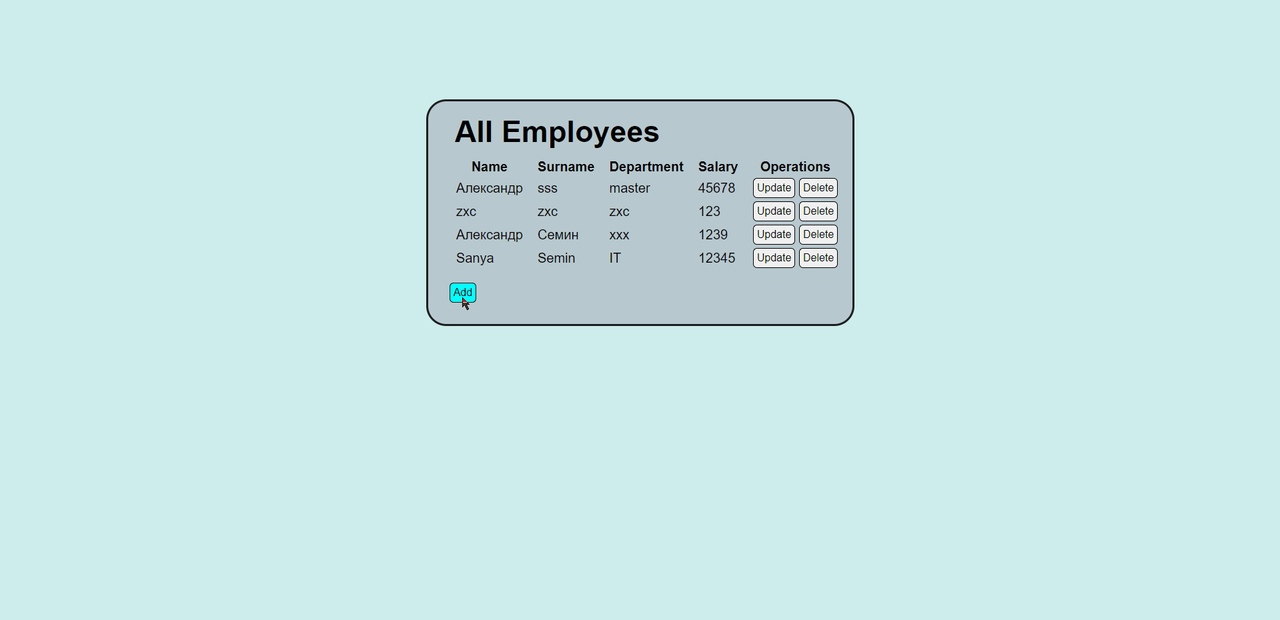 All Employees
Name Surname Department Salary Operations
Александр sss master 45678 Update Delete
zxc zxc zxc 123 Update Delete
Александр Семин xxx 1239 Update Delete
Sanya Semin IT 12345 Update Delete
Add